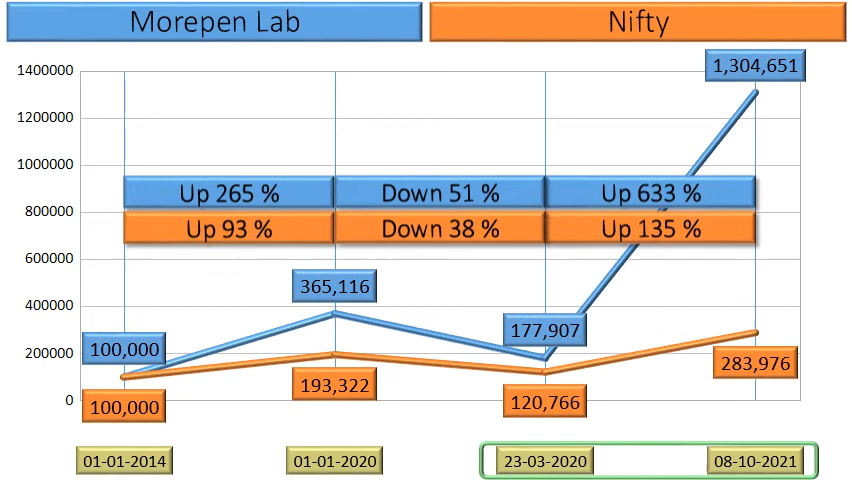 Morepen Lab Nifty
1400000 1,304,651
1200000
1000000
Up 265 % Down 51 % Up 633 %
800000
Up 93 % Down 38 % Up 135 %
600000
365,116
400000
177,907
100,000
200000
283,976
193,322
0 100,000 120,766
01-01-2014 01-01-2020 23-03-2020 08-10-2021